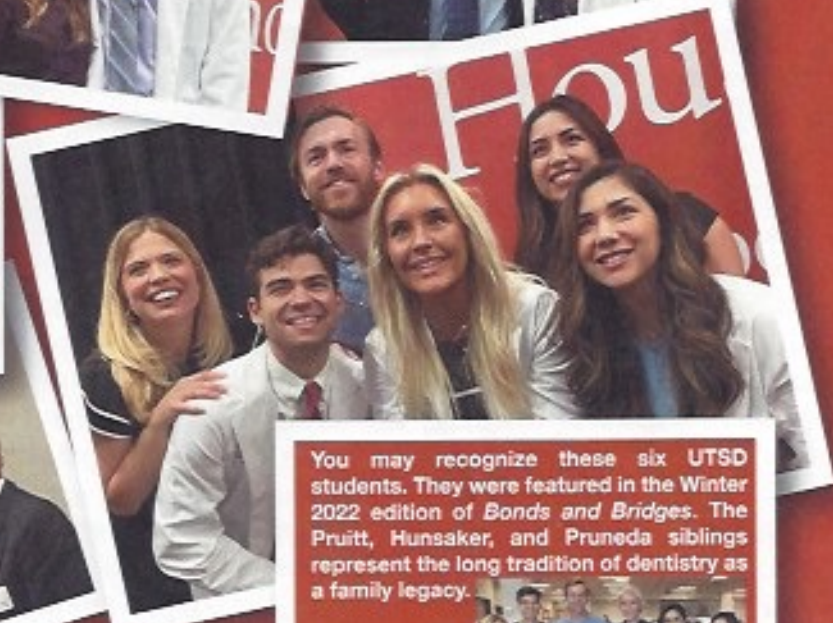 Hou
You may recognize these six UTSD
students. They were featured in the Winter
2022 edition of Bonds and Bridges. The
Pruitt, Hunsaker, and Pruneda siblings
represent the long tradition of dentistry as
a family legacy.